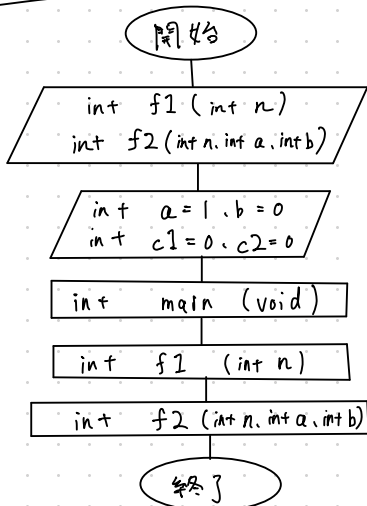 開始
int f1 (int n)
int f2 (int n、int a、int b)
int a = 1、b = 0
int c1 = 0、c2 = 0
int main (void)
int f1 (int n)
int f2 (int n、int a、int b)
終了